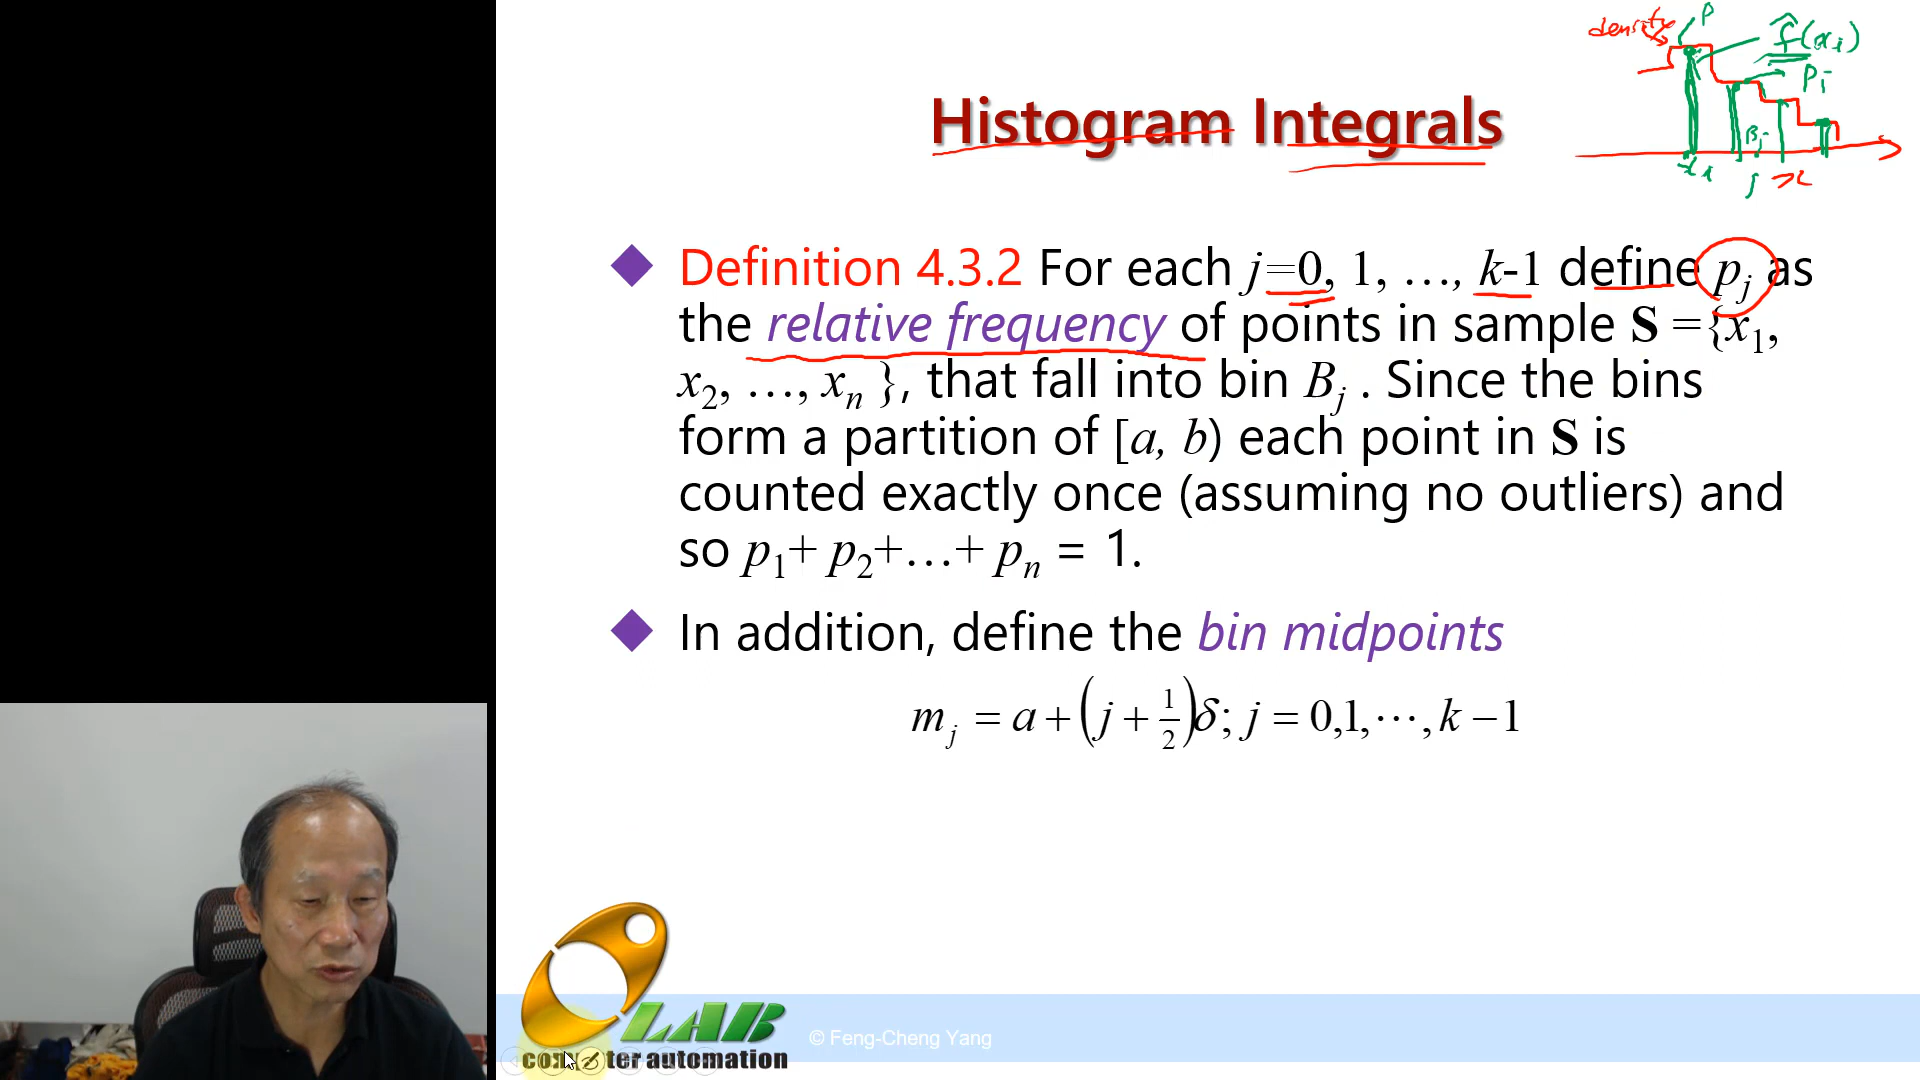 density
P
f̂(xi)
Pj
Bj
xi
j
x
Histogram Integrals
Definition 4.3.2 For each j=0, 1, …, k-1 define pj as
the relative frequency of points in sample S ={x1,
x2, …, xn }, that fall into bin Bj . Since the bins
form a partition of [a, b) each point in S is
counted exactly once (assuming no outliers) and
so p1+ p2+…+ pn = 1.
In addition, define the bin midpoints
mj = a + (j + 1/2)δ; j = 0,1,⋯, k − 1
LAB
computer automation
© Feng-Cheng Yang